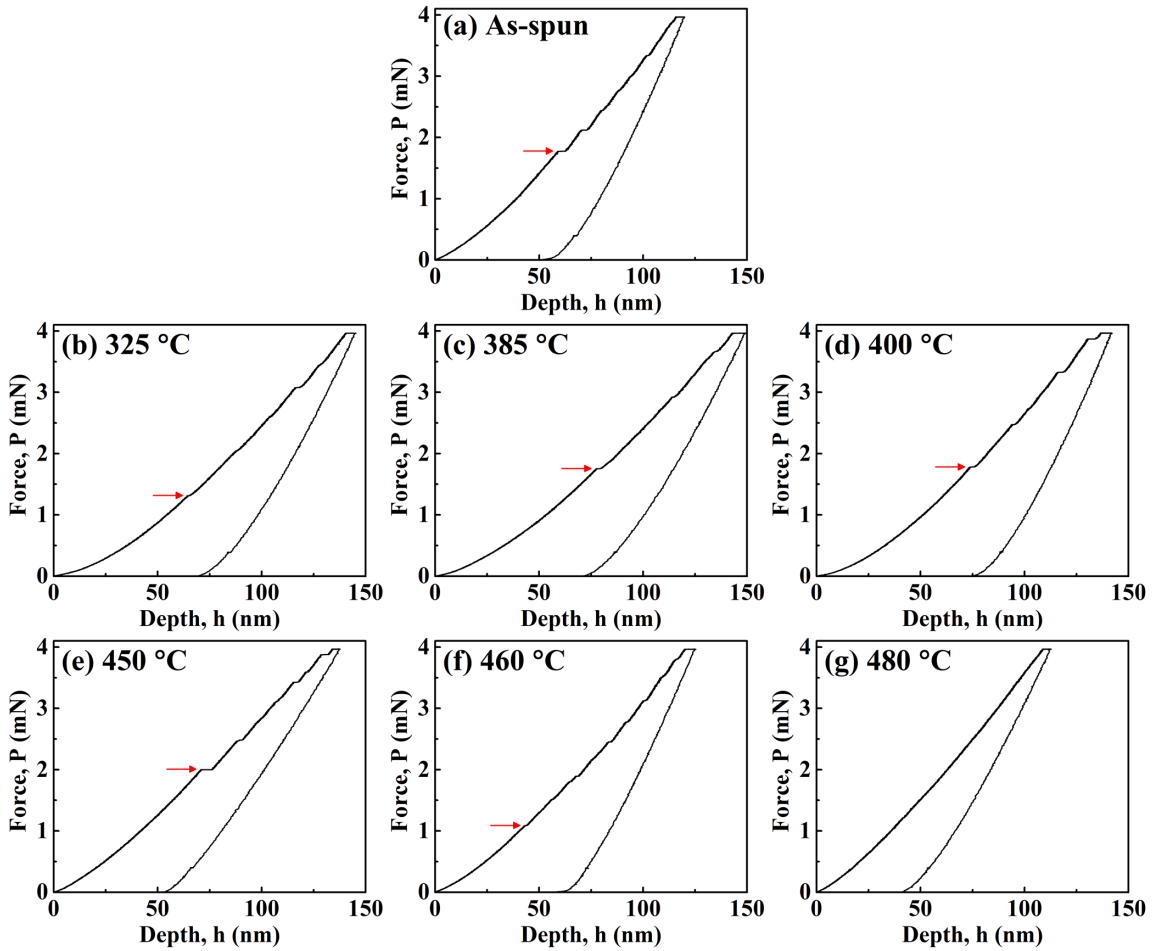 (a) As-spun
Force, P (mN)
4
3
2
1
0
0 50 100 150
Depth, h (nm)
(b) 325 °C
Force, P (mN)
4
3
2
1
0
0 50 100 150
Depth, h (nm)
(c) 385 °C
Force, P (mN)
4
3
2
1
0
0 50 100 150
Depth, h (nm)
(d) 400 °C
Force, P (mN)
4
3
2
1
0
0 50 100 150
Depth, h (nm)
(e) 450 °C
Force, P (mN)
4
3
2
1
0
0 50 100 150
Depth, h (nm)
(f) 460 °C
Force, P (mN)
4
3
2
1
0
0 50 100 150
Depth, h (nm)
(g) 480 °C
Force, P (mN)
4
3
2
1
0
0 50 100 150
Depth, h (nm)